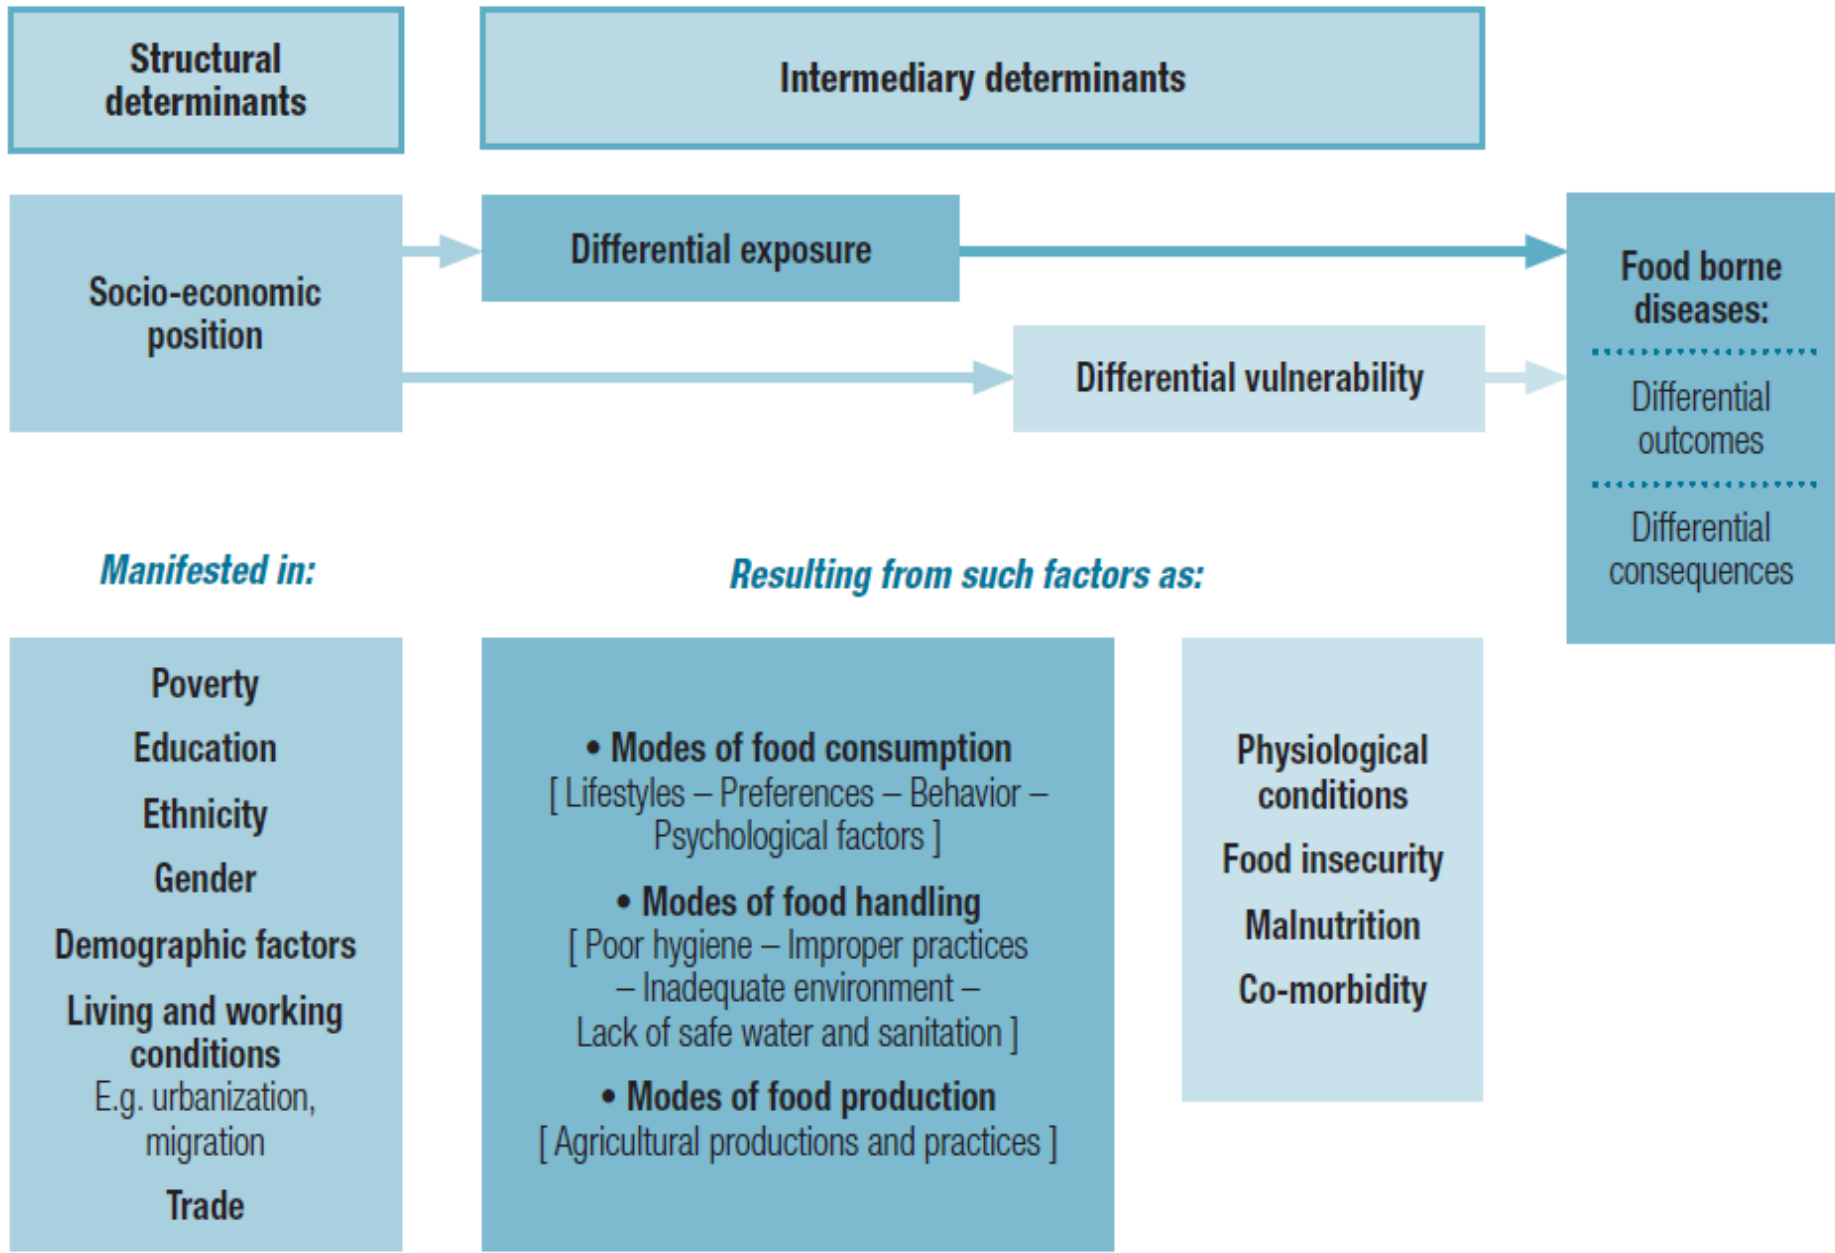 Structural
determinants
Intermediary determinants
Socio-economic
position
Differential exposure
Differential vulnerability
Food borne
diseases:
Differential
outcomes
Differential
consequences
Manifested in:
Resulting from such factors as:
Poverty
Education
Ethnicity
Gender
Demographic factors
Living and working
conditions
E.g. urbanization,
migration
Trade
• Modes of food consumption
[ Lifestyles – Preferences – Behavior –
Psychological factors ]
• Modes of food handling
[ Poor hygiene – Improper practices
– Inadequate environment –
Lack of safe water and sanitation ]
• Modes of food production
[ Agricultural productions and practices ]
Physiological
conditions
Food insecurity
Malnutrition
Co-morbidity